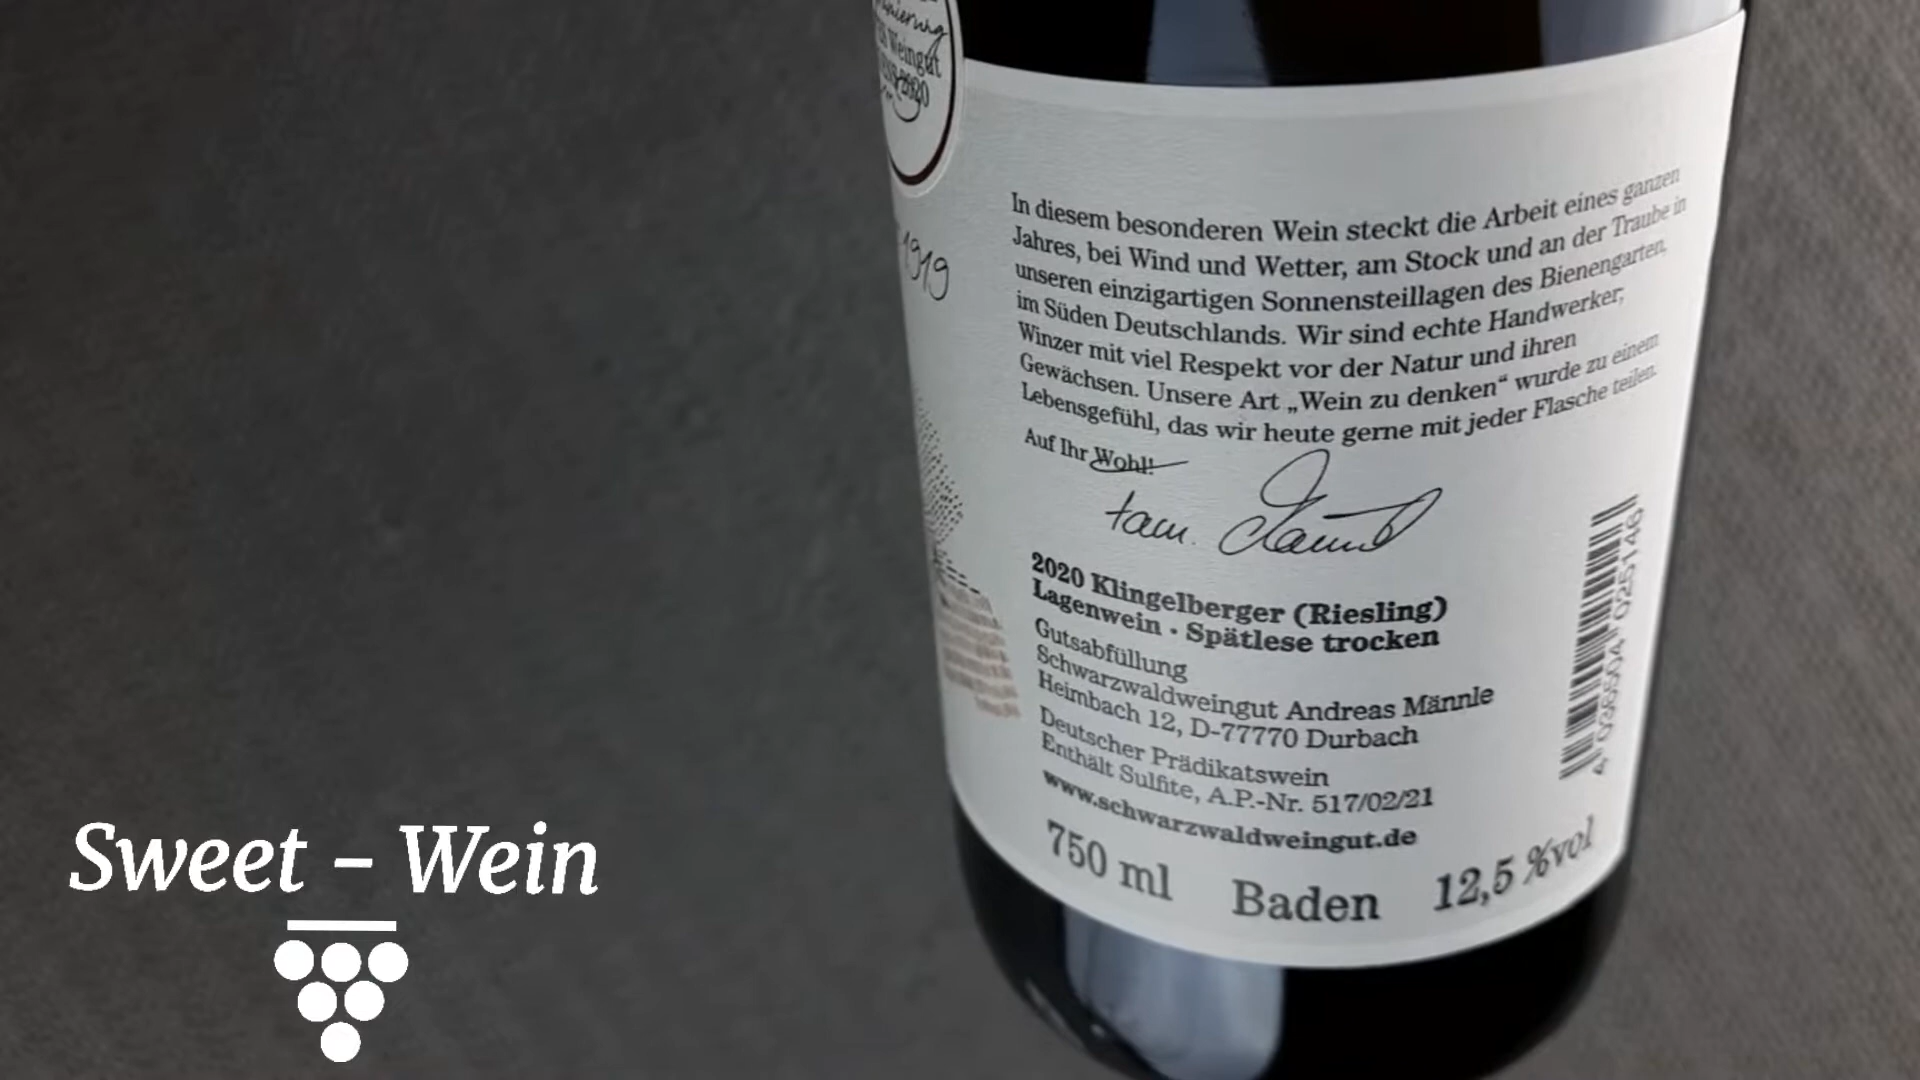 Weingut
2020
1919
In diesem besonderen Wein steckt die Arbeit eines ganzen
Jahres, bei Wind und Wetter, am Stock und an der Traube in
unseren einzigartigen Sonnensteillagen des Bienengarten,
im Süden Deutschlands. Wir sind echte Handwerker;
Winzer mit viel Respekt vor der Natur und ihren
Gewächsen. Unsere Art „Wein zu denken“ wurde zu einem
Lebensgefühl, das wir heute gerne mit jeder Flasche teilen.
Auf Ihr Wohl!
2020 Klingelberger (Riesling)
Lagenwein · Spätlese trocken
Gutsabfüllung
Schwarzwaldweingut Andreas Männle
Heimbach 12, D-77770 Durbach
Deutscher Prädikatswein
Enthält Sulfite, A.P.-Nr. 517/02/21
www.schwarzwaldweingut.de
750 ml Baden 12,5 %vol
Sweet – Wein